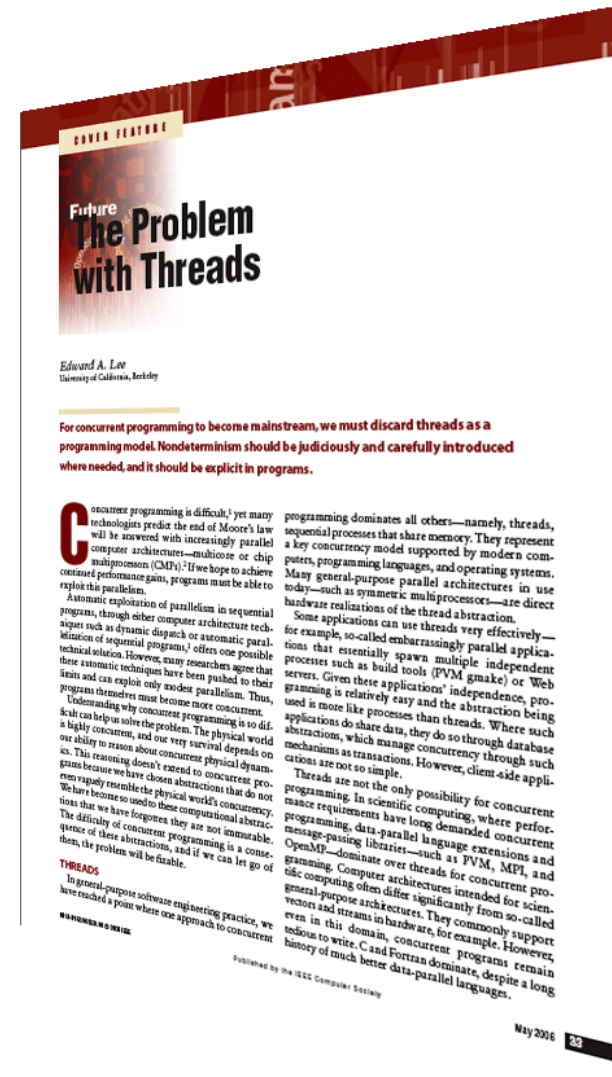 COVER FEATURE
Future
The Problem
with Threads
Edward A. Lee
University of California, Berkeley
For concurrent programming to become mainstream, we must discard threads as a
programming model. Nondeterminism should be judiciously and carefully introduced
where needed, and it should be explicit in programs.
Concurrent programming is difficult,1 yet many
technologists predict the end of Moore's law
will be answered with increasingly parallel
computer architectures—multicore or chip
multiprocessors (CMPs).2 If we hope to achieve
continued performance gains, programs must be able to
exploit this parallelism.
Automatic exploitation of parallelism in sequential
programs, through either computer architecture tech-
niques such as dynamic dispatch or automatic paral-
lelization of sequential programs,3 offers one possible
technical solution. However, many researchers agree that
these automatic techniques have been pushed to their
limits and can exploit only modest parallelism. Thus,
programs themselves must become more concurrent.
Understanding why concurrent programming is so dif-
ficult can help us solve the problem. The physical world
is highly concurrent, and our very survival depends on
our ability to reason about concurrent physical dynam-
ics. This reasoning doesn't extend to concurrent pro-
grams because we have chosen abstractions that do not
even vaguely resemble the physical world's concurrency.
We have become so used to these computational abstrac-
tions that we have forgotten they are not immutable.
The difficulty of concurrent programming is a conse-
quence of these abstractions, and if we can let go of
them, the problem will be fixable.
THREADS
In general-purpose software engineering practice, we
have reached a point where one approach to concurrent
programming dominates all others—namely, threads,
sequential processes that share memory. They represent
a key concurrency model supported by modern com-
puters, programming languages, and operating systems.
Many general-purpose parallel architectures in use
today—such as symmetric multiprocessors—are direct
hardware realizations of the thread abstraction.
Some applications can use threads very effectively—
for example, so-called embarrassingly parallel applica-
tions that essentially spawn multiple independent
processes such as build tools (PVM gmake) or Web
servers. Given these applications' independence, pro-
gramming is relatively easy and the abstraction being
used is more like processes than threads. Where such
applications do share data, they do so through database
abstractions, which manage concurrency through such
mechanisms as transactions. However, client-side appli-
cations are not so simple.
Threads are not the only possibility for concurrent
programming. In scientific computing, where perfor-
mance requirements have long demanded concurrent
programming, data-parallel language extensions and
message-passing libraries—such as PVM, MPI, and
OpenMP—dominate over threads for concurrent pro-
gramming. Computer architectures intended for scien-
tific computing often differ significantly from so-called
general-purpose architectures. They commonly support
vectors and streams in hardware, for example. However,
even in this domain, concurrent programs remain
tedious to write. C and Fortran dominate, despite a long
history of much better data-parallel languages.
Published by the IEEE Computer Society
May 2006 33